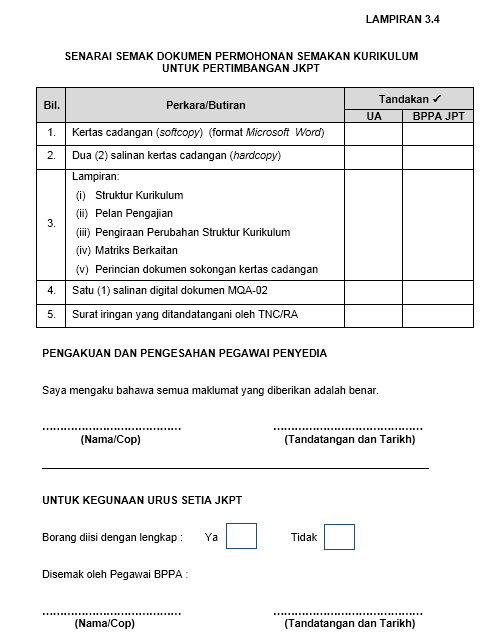 LAMPIRAN 3.4
SENARAI SEMAK DOKUMEN PERMOHONAN SEMAKAN KURIKULUM
UNTUK PERTIMBANGAN JKPT
Bil. Perkara/Butiran Tandakan ✓
UA BPPA JPT
1. Kertas cadangan (softcopy) (format Microsoft Word)
2. Dua (2) salinan kertas cadangan (hardcopy)
3. Lampiran:
(i) Struktur Kurikulum
(ii) Pelan Pengajian
(iii) Pengiraan Perubahan Struktur Kurikulum
(iv) Matriks Berkaitan
(v) Perincian dokumen sokongan kertas cadangan
4. Satu (1) salinan digital dokumen MQA-02
5. Surat iringan yang ditandatangani oleh TNC/RA
PENGAKUAN DAN PENGESAHAN PEGAWAI PENYEDIA
Saya mengaku bahawa semua maklumat yang diberikan adalah benar.
………………………………… ……………………………………
(Nama/Cop) (Tandatangan dan Tarikh)
UNTUK KEGUNAAN URUS SETIA JKPT
Borang diisi dengan lengkap : Ya Tidak
Disemak oleh Pegawai BPPA :
………………………………… ……………………………………
(Nama/Cop) (Tandatangan dan Tarikh)